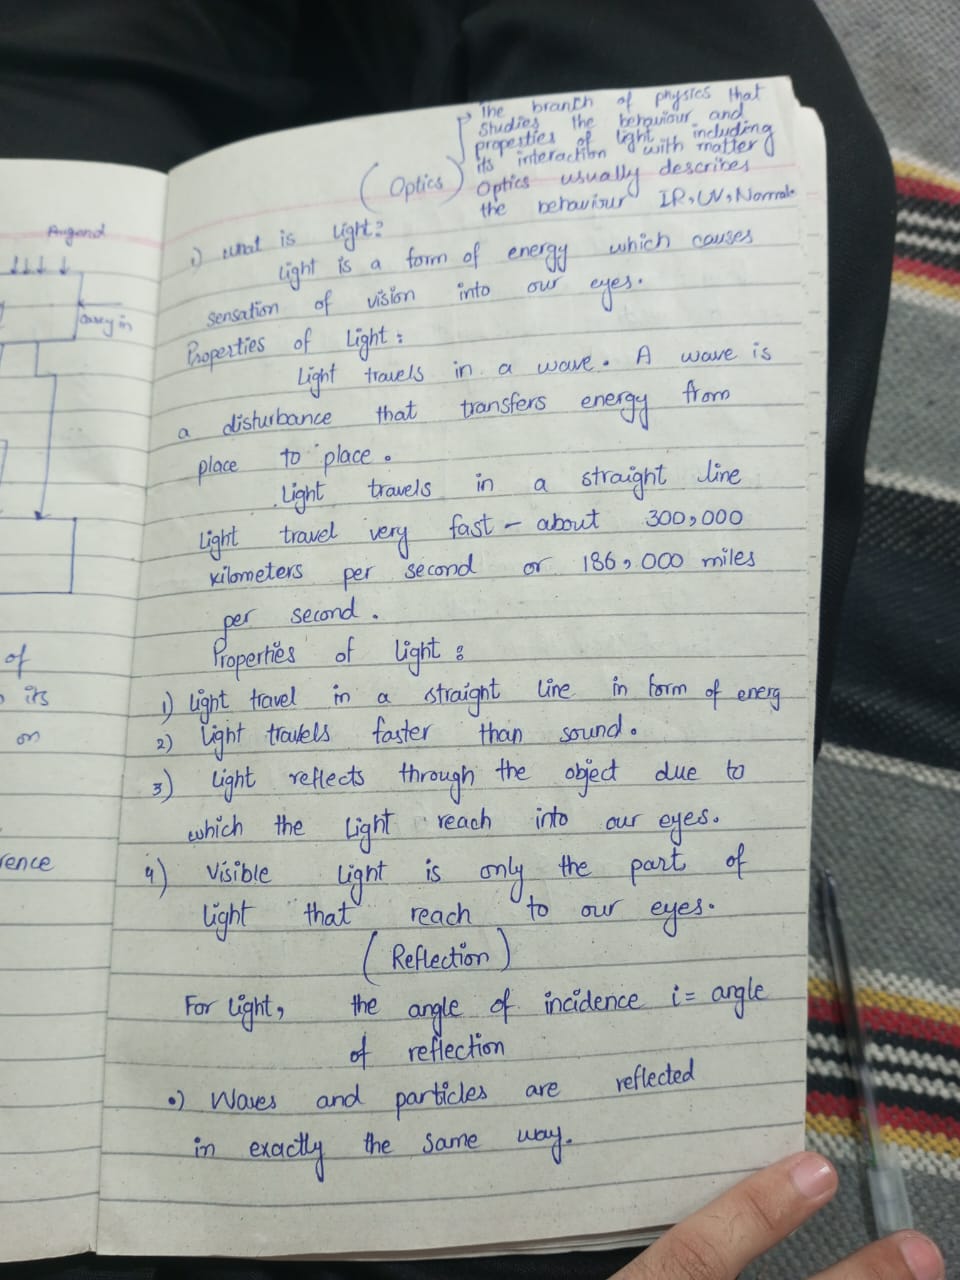 Augend
Carry in
of
its
on
rence
The branch of physics that
studies the behaviour and
properties of light including
its interaction with matter
(Optics) Optics usually describes
the behaviour IR, UV, Normal.
1) what is light?
Light is a form of energy which causes
sensation of vision into our eyes.
Properties of Light:
Light travels in a wave. A wave is
a disturbance that transfers energy from
place to place.
Light travels in a straight line
Light travel very fast - about 300,000
kilometers per second or 186,000 miles
per second.
Properties of light:
1) Light travel in a straight line in form of energ
2) Light travels faster than sound.
3) Light reflects through the object due to
which the Light reach into our eyes.
4) Visible Light is only the part of
Light that reach to our eyes.
(Reflection)
For Light, the angle of incidence i = angle
of reflection
•) Waves and particles are reflected
in exactly the same way.